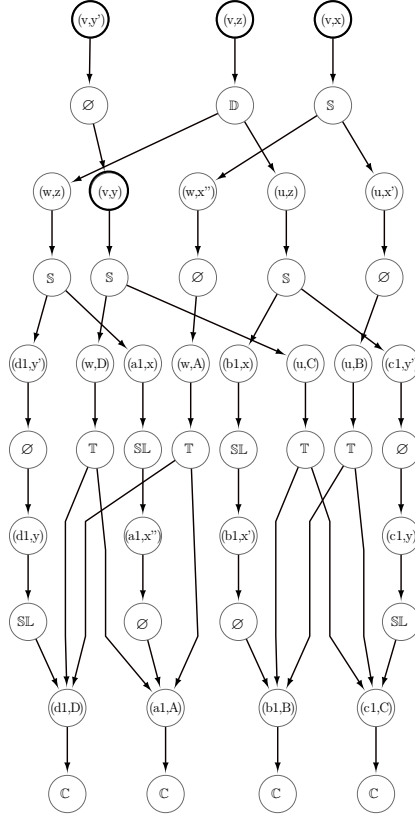 (v,y') (v,z) (v,x)
∅ 𝔻 𝕊
(w,z) (v,y) (w,x") (u,z) (u,x')
𝕊 𝕊 ∅ 𝕊 ∅
(d1,y') (w,D) (a1,x) (w,A) (b1,x) (u,C) (u,B) (c1,y')
∅ 𝕋 𝕊𝕃 𝕋 𝕊𝕃 𝕋 𝕋 ∅
(d1,y) (a1,x") (b1,x') (c1,y)
𝕊𝕃 ∅ ∅ 𝕊𝕃
(d1,D) (a1,A) (b1,B) (c1,C)
ℂ ℂ ℂ ℂ